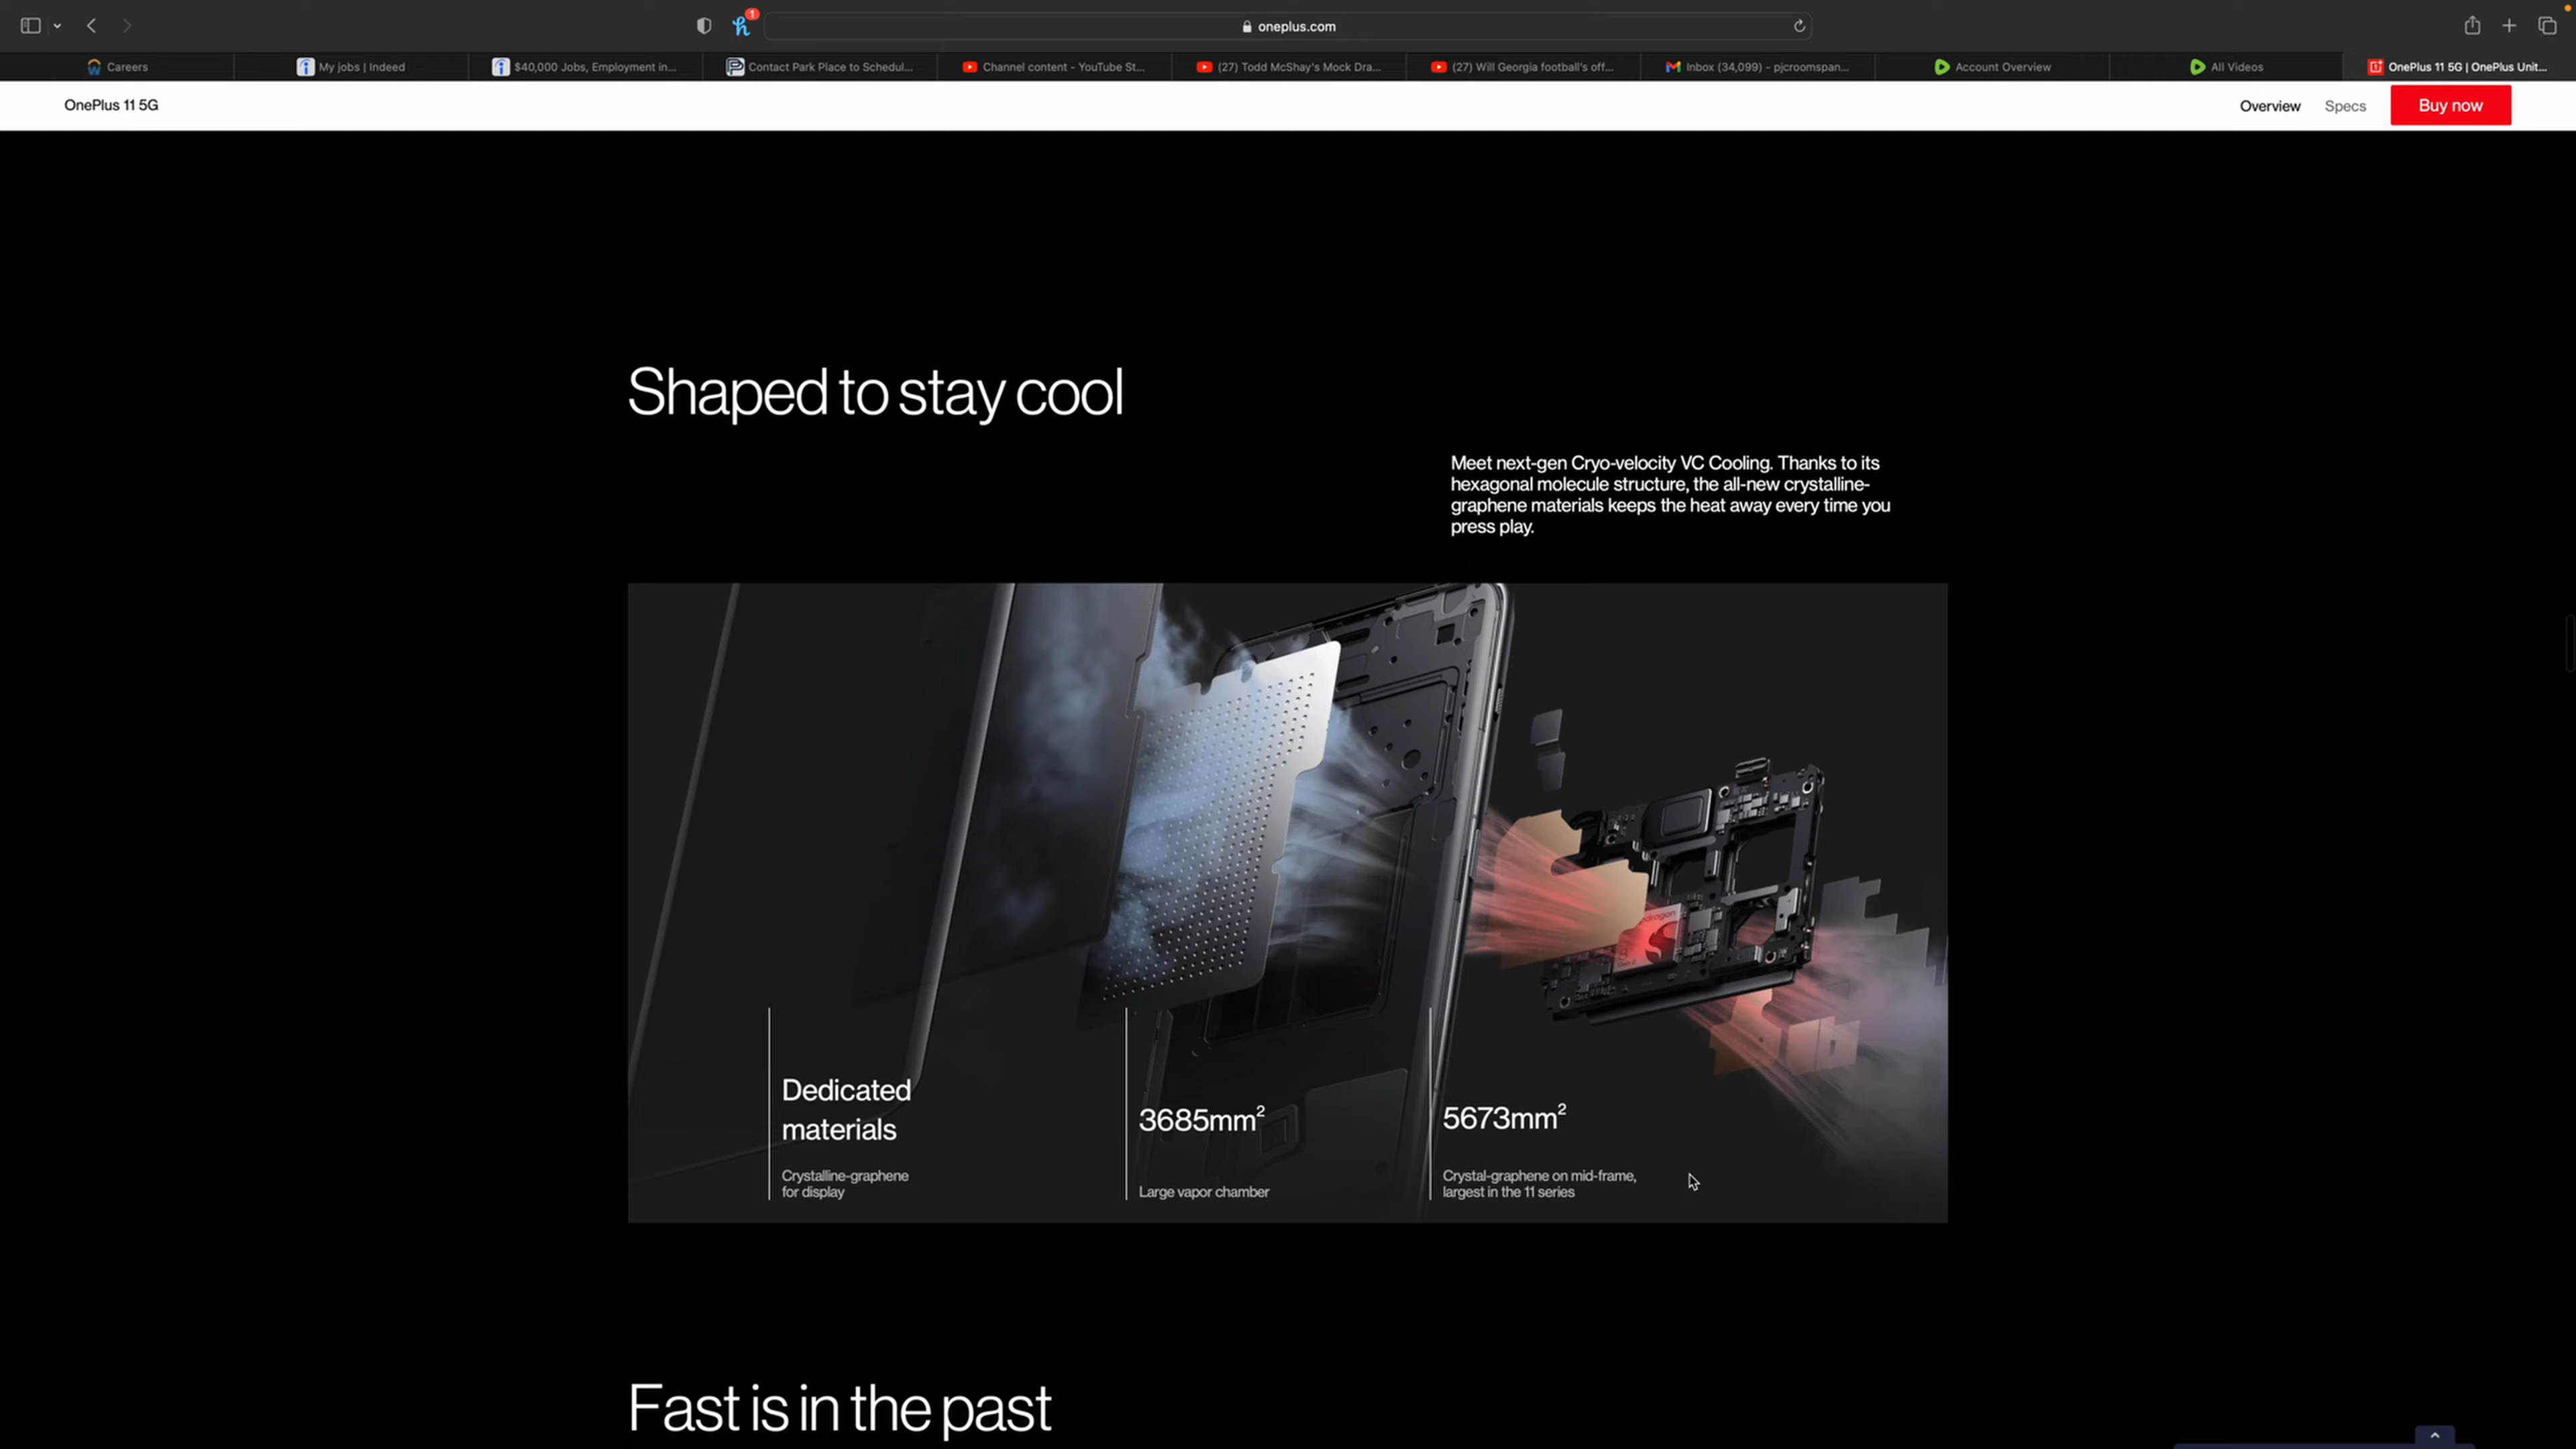 1
oneplus.com
Careers
My jobs | Indeed
$40,000 Jobs, Employment in...
Contact Park Place to Schedul...
Channel content - YouTube St...
(27) Todd McShay's Mock Dra...
(27) Will Georgia football's off...
Inbox (34,099) - pjcroomspan...
Account Overview
All Videos
OnePlus 11 5G | OnePlus Unit...
OnePlus 11 5G
Overview
Specs
Buy now
Shaped to stay cool
Meet next-gen Cryo-velocity VC Cooling. Thanks to its
hexagonal molecule structure, the all-new crystalline-
graphene materials keeps the heat away every time you
press play.
Dedicated
materials
Crystalline-graphene
for display
3685mm²
Large vapor chamber
5673mm²
Crystal-graphene on mid-frame,
largest in the 11 series
Fast is in the past